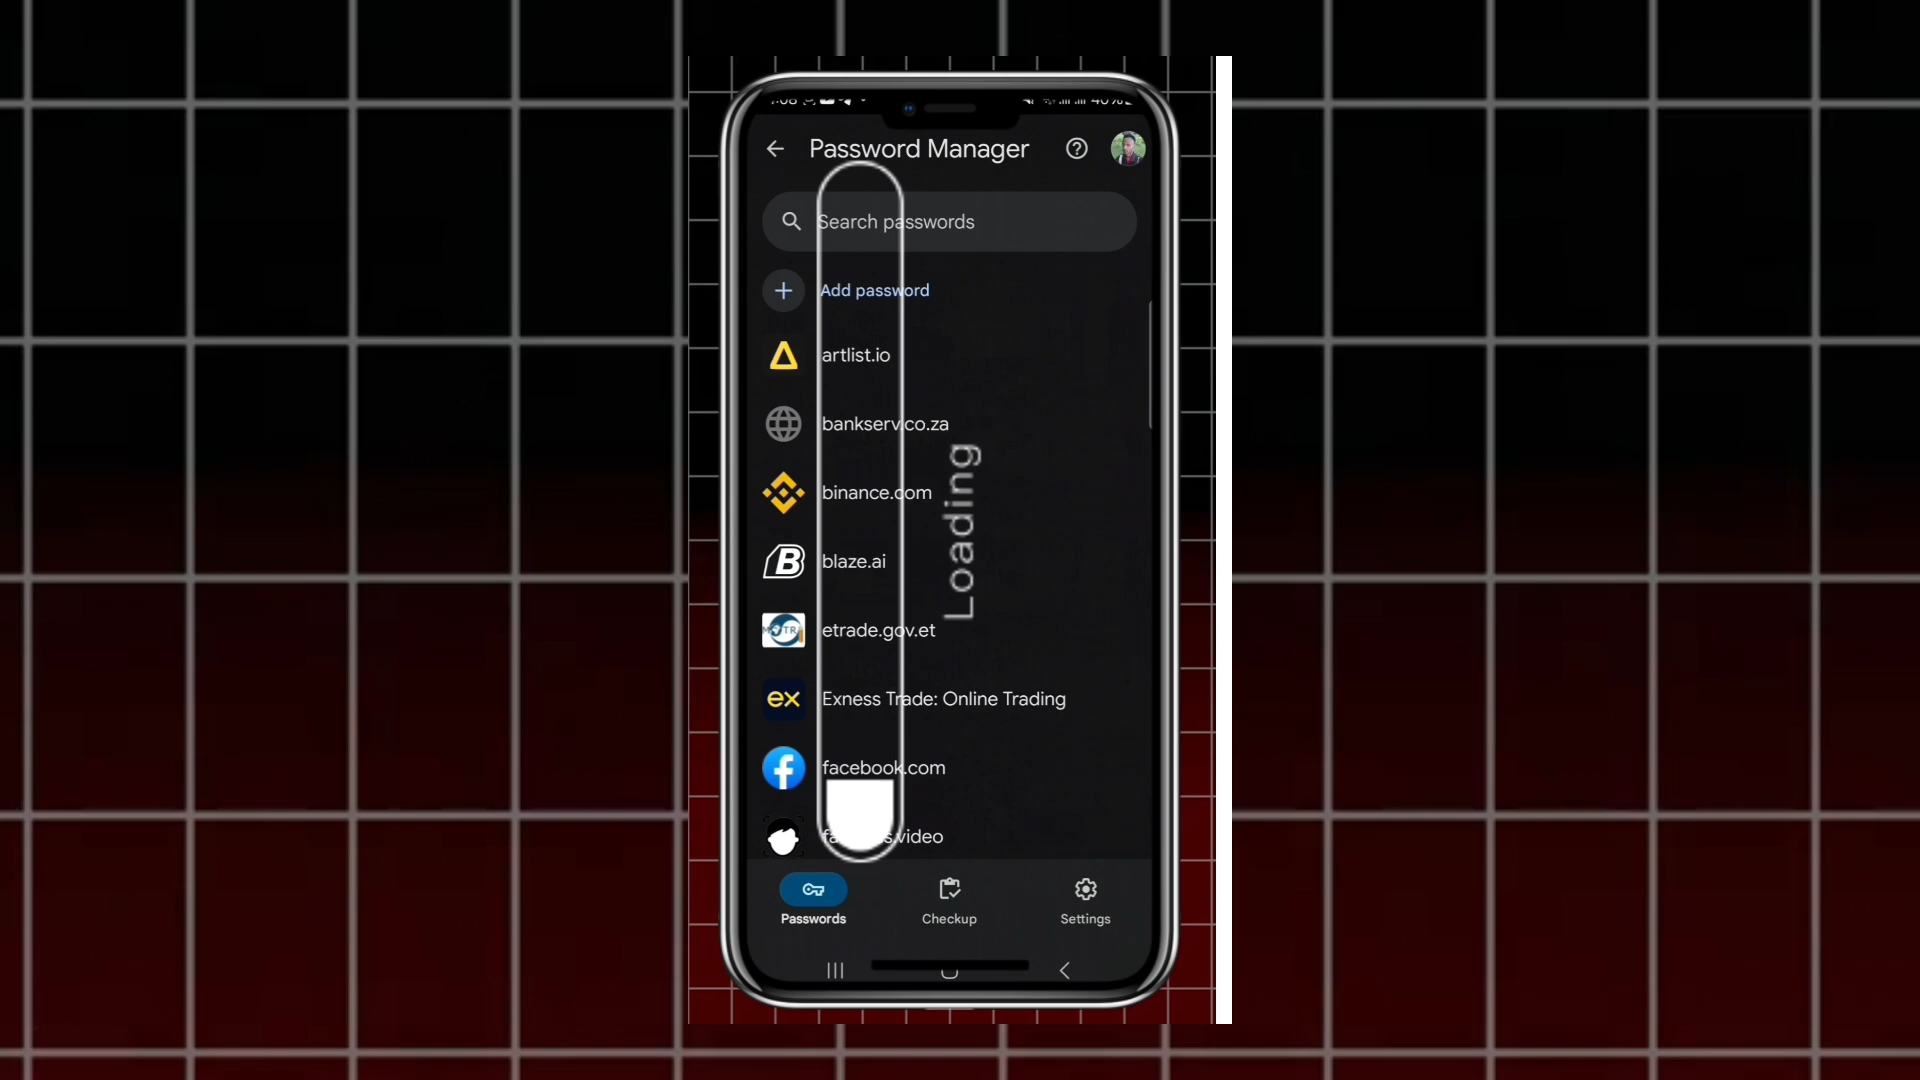 Password Manager
Search passwords
Add password
artlist.io
bankserv.co.za
binance.com
Loading
B blaze.ai
etrade.gov.et
ex Exness Trade: Online Trading
f facebook.com
Passwords
Checkup
Settings